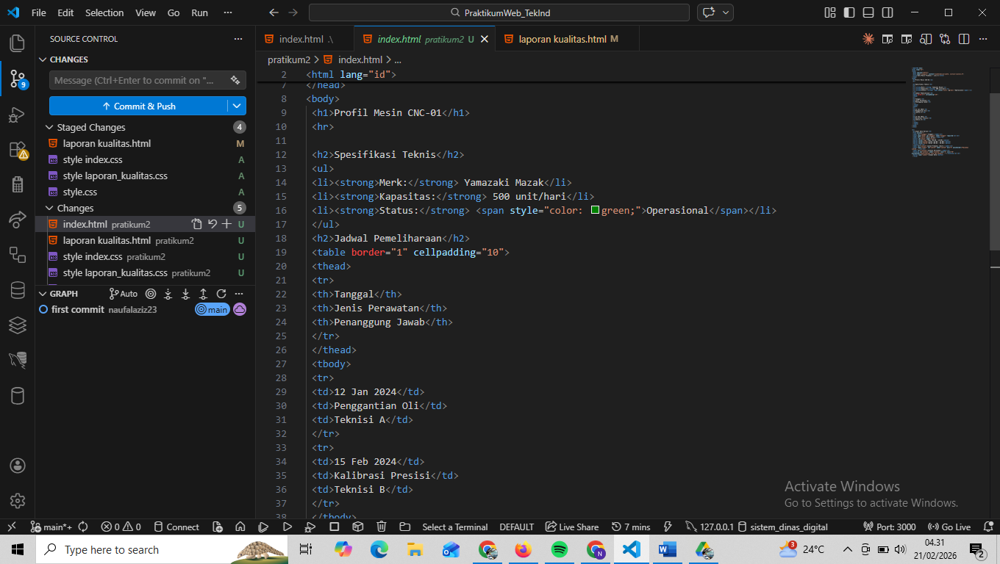 File Edit Selection View Go Run ··· PraktikumWeb_TekInd
SOURCE CONTROL ···
index.html .\ index.html pratikum2 U laporan kualitas.html M ···
CHANGES
pratikum2 > index.html > ...
Message (Ctrl+Enter to commit on "...
Commit & Push
Staged Changes 4
laporan kualitas.html M
style index.css A
style laporan_kualitas.css A
style.css A
Changes 5
index.html pratikum2 U
laporan kualitas.html pratikum2 U
style index.css pratikum2 U
style laporan_kualitas.css pratikum2 U
GRAPH Auto ···
first commit naufalaziz23 main
9
2 <html lang="id">
7 </head>
8 <body>
9 <h1>Profil Mesin CNC-01</h1>
10 <hr>
11
12 <h2>Spesifikasi Teknis</h2>
13 <ul>
14 <li><strong>Merk:</strong> Yamazaki Mazak</li>
15 <li><strong>Kapasitas:</strong> 500 unit/hari</li>
16 <li><strong>Status:</strong> <span style="color: green;">Operasional</span></li>
17 </ul>
18 <h2>Jadwal Pemeliharaan</h2>
19 <table border="1" cellpadding="10">
20 <thead>
21 <tr>
22 <th>Tanggal</th>
23 <th>Jenis Perawatan</th>
24 <th>Penanggung Jawab</th>
25 </tr>
26 </thead>
27 <tbody>
28 <tr>
29 <td>12 Jan 2024</td>
30 <td>Penggantian Oli</td>
31 <td>Teknisi A</td>
32 </tr>
33 <tr>
34 <td>15 Feb 2024</td>
35 <td>Kalibrasi Presisi</td>
36 <td>Teknisi B</td>
37 </tr>
38 </tbody>
Activate Windows
Go to Settings to activate Windows.
main*+ 0 0 Connect Select a Terminal DEFAULT Live Share 7 mins 127.0.0.1 sistem_dinas_digital Port: 3000 Go Live
Type here to search 3 24°C 04.31
21/02/2026
2